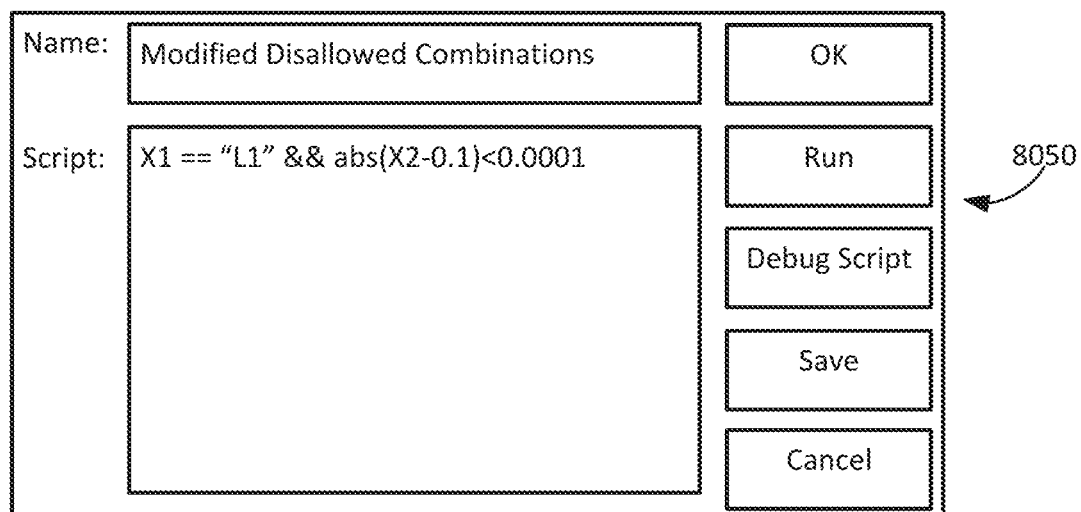 Name:
Modified Disallowed Combinations
OK
Script:
X1 == “L1” && abs(X2-0.1)<0.0001
Run
8050
Debug Script
Save
Cancel